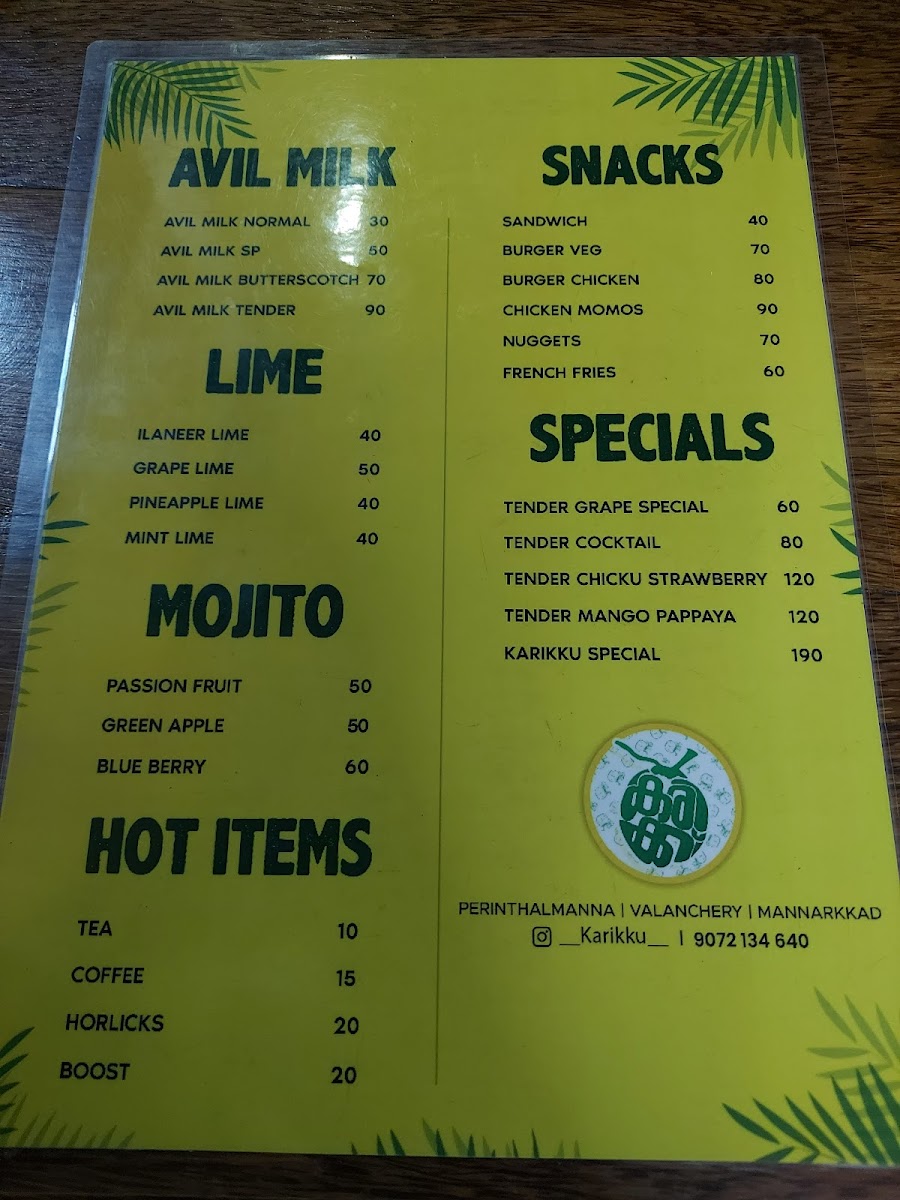 AVIL MILK
AVIL MILK NORMAL 30
AVIL MILK SP 50
AVIL MILK BUTTERSCOTCH 70
AVIL MILK TENDER 90
LIME
ILANEER LIME 40
GRAPE LIME 50
PINEAPPLE LIME 40
MINT LIME 40
MOJITO
PASSION FRUIT 50
GREEN APPLE 50
BLUE BERRY 60
HOT ITEMS
TEA 10
COFFEE 15
HORLICKS 20
BOOST 20
SNACKS
SANDWICH 40
BURGER VEG 70
BURGER CHICKEN 80
CHICKEN MOMOS 90
NUGGETS 70
FRENCH FRIES 60
SPECIALS
TENDER GRAPE SPECIAL 60
TENDER COCKTAIL 80
TENDER CHICKU STRAWBERRY 120
TENDER MANGO PAPPAYA 120
KARIKKU SPECIAL 190
കരിക്ക്
PERINTHALMANNA | VALANCHERY | MANNARKKAD
__Karikku__ | 9072 134 640